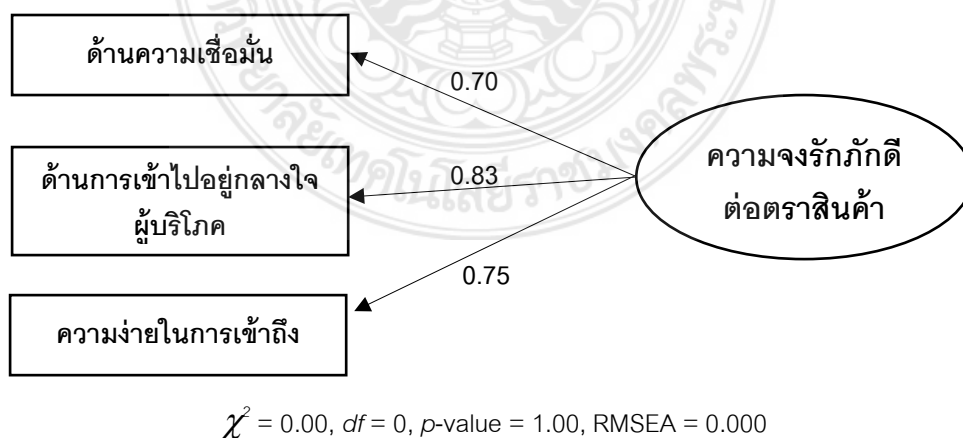 ด้านความเชื่อมั่น
0.70
ความจงรักภักดี
ต่อตราสินค้า
ด้านการเข้าไปอยู่กลางใจ
ผู้บริโภค
0.83
0.75
ความง่ายในการเข้าถึง
χ² = 0.00, df = 0, p-value = 1.00, RMSEA = 0.000